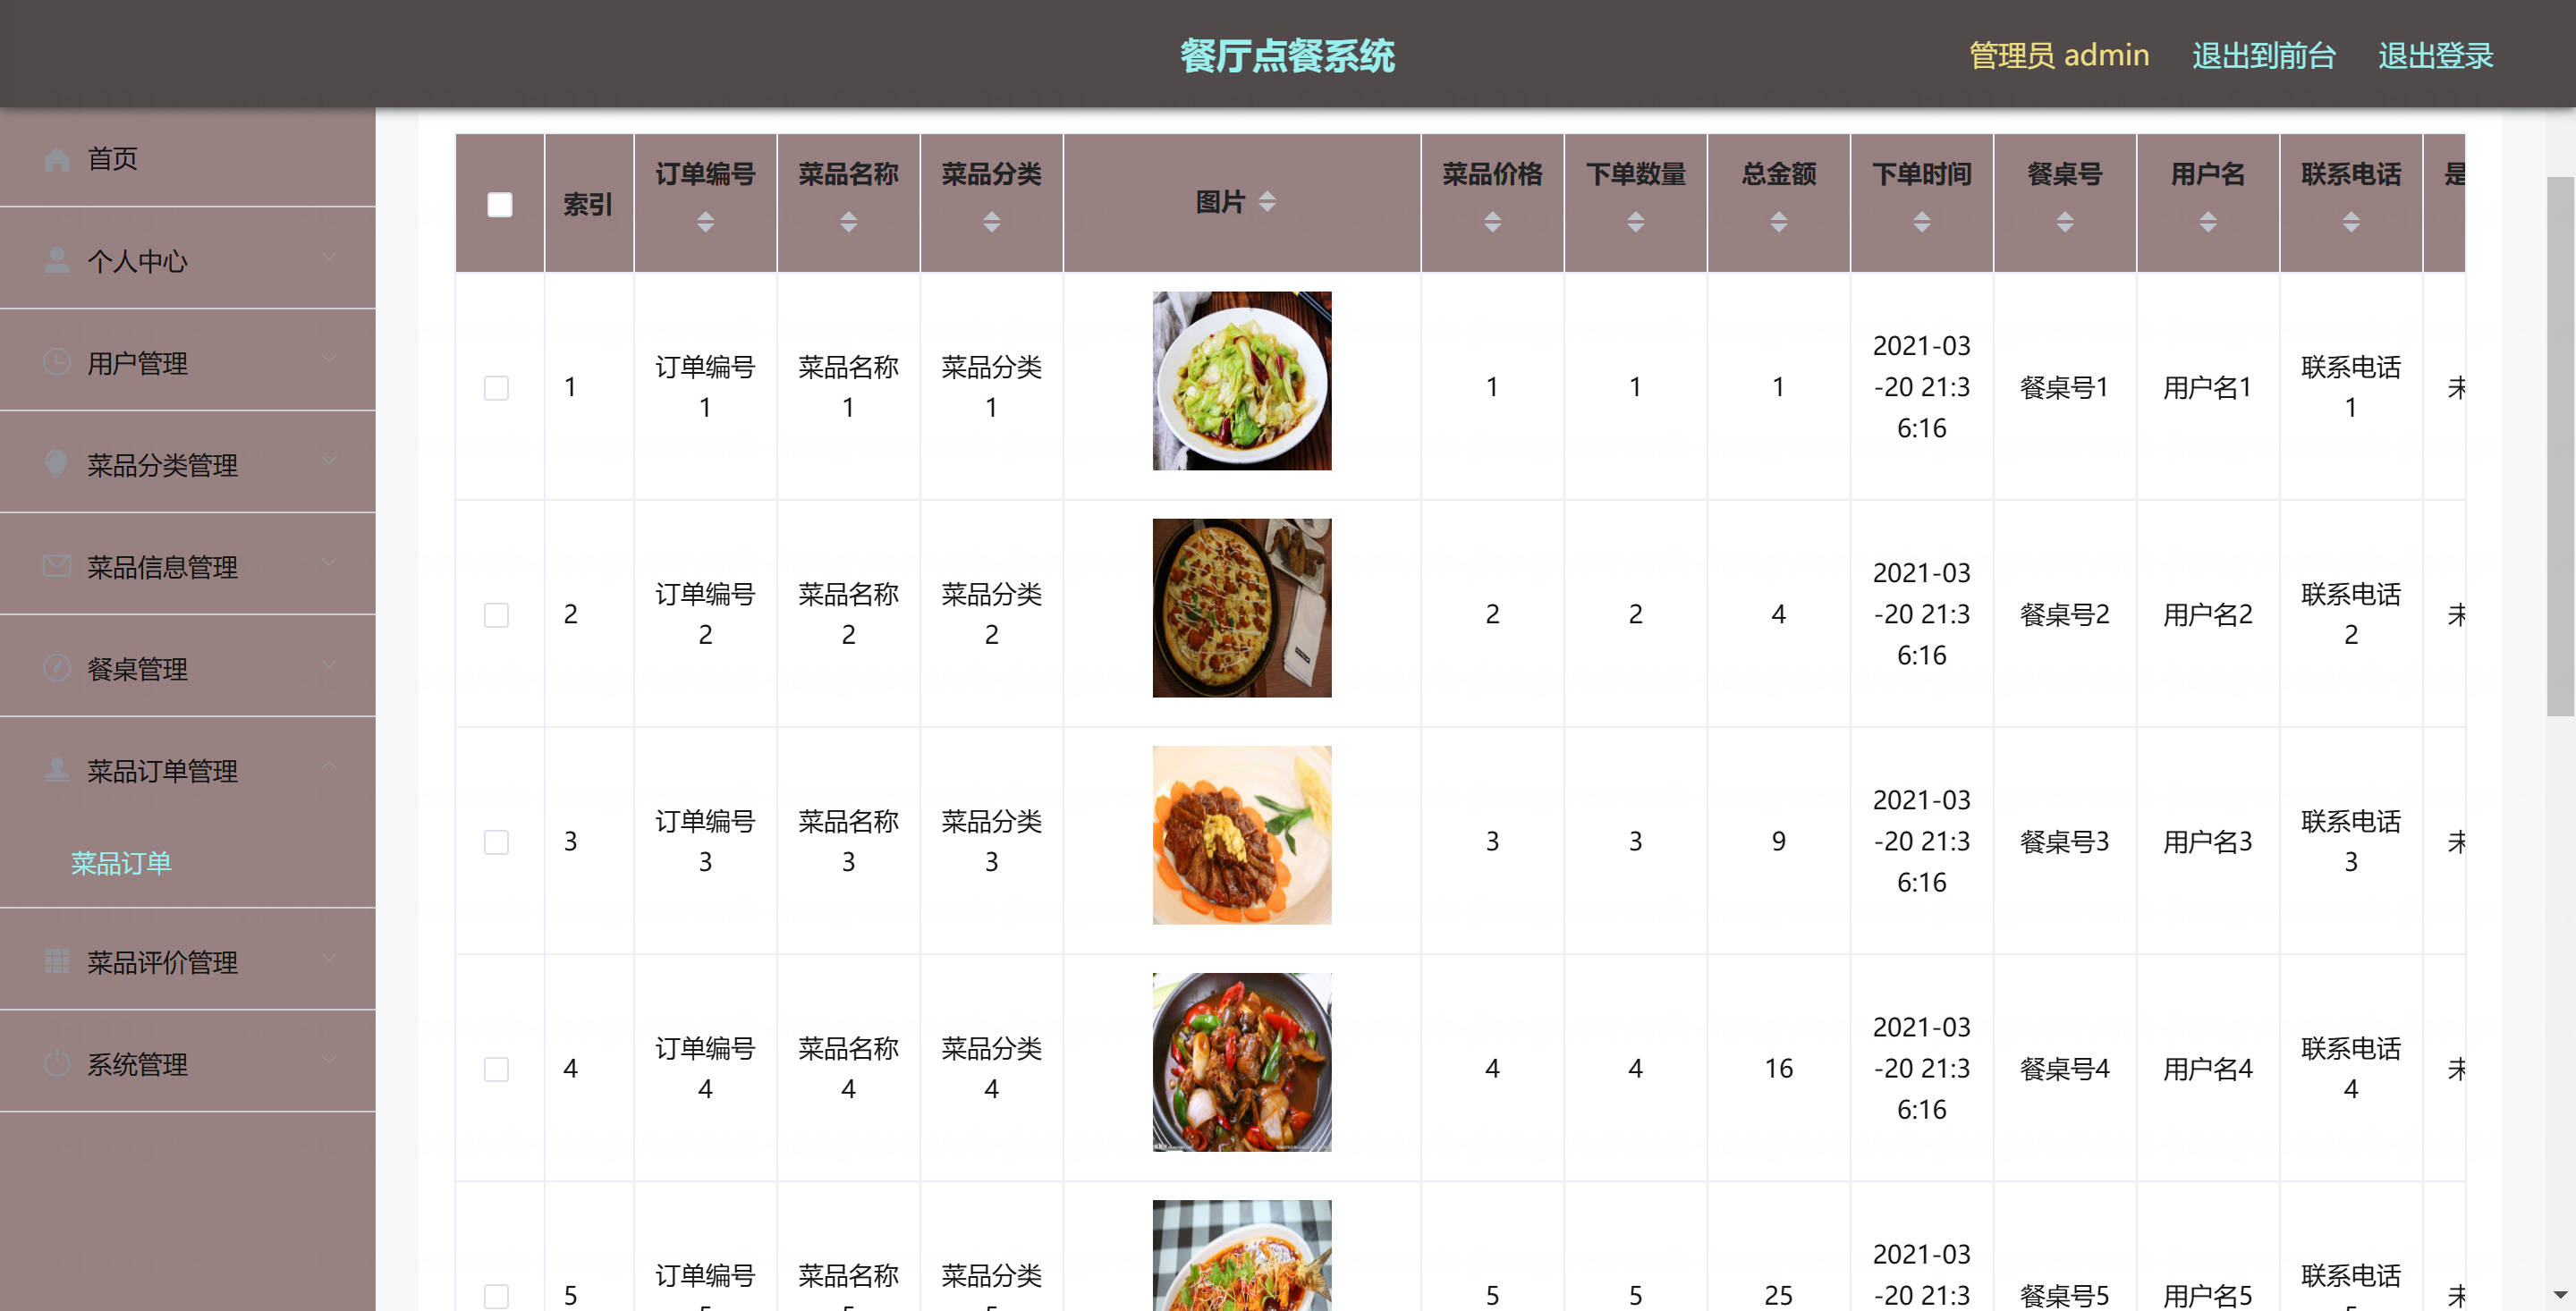 餐厅点餐系统
管理员 admin 退出到前台 退出登录
首页
个人中心
用户管理
菜品分类管理
菜品信息管理
餐桌管理
菜品订单管理
菜品订单
菜品评价管理
系统管理
索引 订单编号 菜品名称 菜品分类 图片 菜品价格 下单数量 总金额 下单时间 餐桌号 用户名 联系电话 是
1 订单编号1 菜品名称1 菜品分类1 1 1 1 2021-03-20 21:36:16 餐桌号1 用户名1 联系电话1 未
2 订单编号2 菜品名称2 菜品分类2 2 2 4 2021-03-20 21:36:16 餐桌号2 用户名2 联系电话2 未
3 订单编号3 菜品名称3 菜品分类3 3 3 9 2021-03-20 21:36:16 餐桌号3 用户名3 联系电话3 未
4 订单编号4 菜品名称4 菜品分类4 4 4 16 2021-03-20 21:36:16 餐桌号4 用户名4 联系电话4 未
5 订单编号 菜品名称 菜品分类 5 5 25 2021-03-20 21:3 餐桌号5 用户名5 联系电话 未